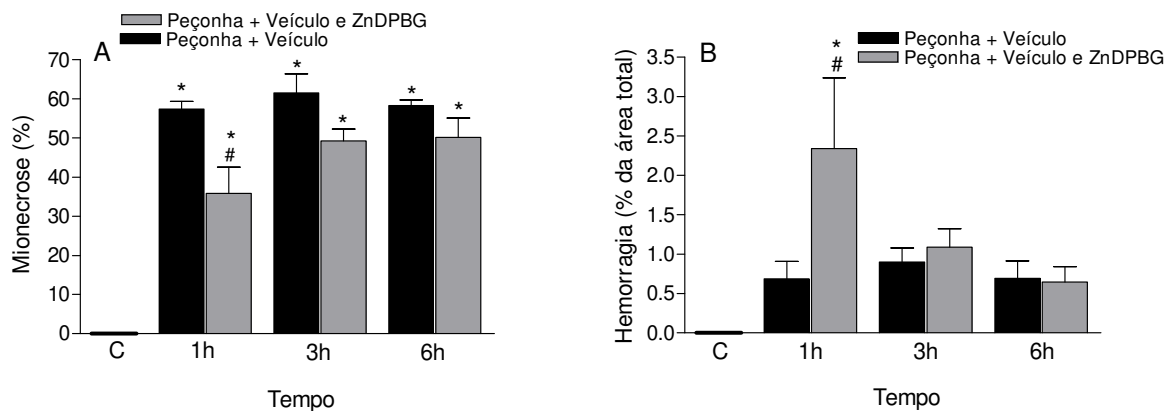 A
Peçonha + Veículo e ZnDPBG
Peçonha + Veículo
Mionecrose (%)
70
60
50
40
30
20
10
0
*
*
#
*
*
*
*
C 1h 3h 6h
Tempo
B
Peçonha + Veículo
Peçonha + Veículo e ZnDPBG
Hemorragia (% da área total)
3.5
3.0
2.5
2.0
1.5
1.0
0.5
0.0
*
#
C 1h 3h 6h
Tempo